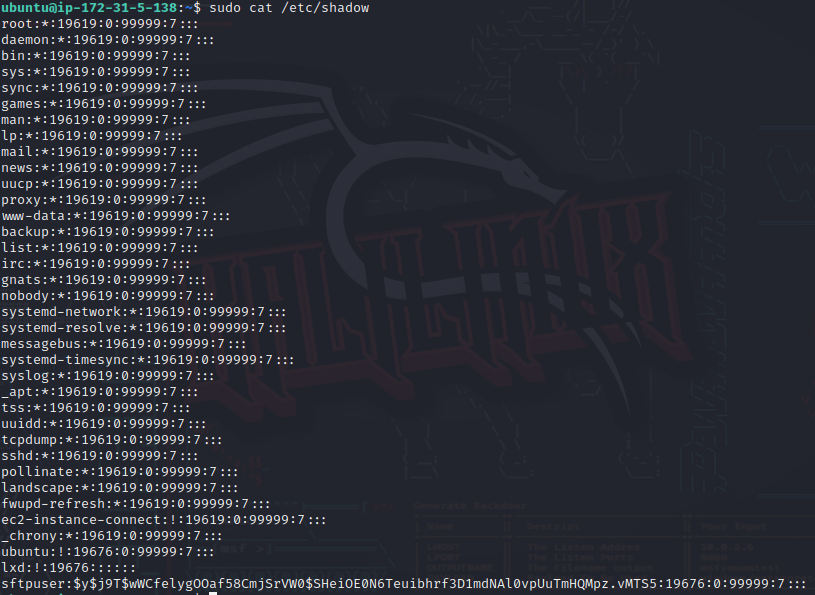 ubuntu@ip-172-31-5-138:~$ sudo cat /etc/shadow
root:*:19619:0:99999:7:::
daemon:*:19619:0:99999:7:::
bin:*:19619:0:99999:7:::
sys:*:19619:0:99999:7:::
sync:*:19619:0:99999:7:::
games:*:19619:0:99999:7:::
man:*:19619:0:99999:7:::
lp:*:19619:0:99999:7:::
mail:*:19619:0:99999:7:::
news:*:19619:0:99999:7:::
uucp:*:19619:0:99999:7:::
proxy:*:19619:0:99999:7:::
www-data:*:19619:0:99999:7:::
backup:*:19619:0:99999:7:::
list:*:19619:0:99999:7:::
irc:*:19619:0:99999:7:::
gnats:*:19619:0:99999:7:::
nobody:*:19619:0:99999:7:::
systemd-network:*:19619:0:99999:7:::
systemd-resolve:*:19619:0:99999:7:::
messagebus:*:19619:0:99999:7:::
systemd-timesync:*:19619:0:99999:7:::
syslog:*:19619:0:99999:7:::
_apt:*:19619:0:99999:7:::
tss:*:19619:0:99999:7:::
uuidd:*:19619:0:99999:7:::
tcpdump:*:19619:0:99999:7:::
sshd:*:19619:0:99999:7:::
pollinate:*:19619:0:99999:7:::
landscape:*:19619:0:99999:7:::
fwupd-refresh:*:19619:0:99999:7:::
ec2-instance-connect:!:19619:0:99999:7:::
_chrony:*:19619:0:99999:7:::
ubuntu:!:19676:0:99999:7:::
lxd:!:19676::::::
sftpuser:$y$j9T$wWCfelygOOaf58CmjSrVW0$SHeiOE0N6Teuibhrf3D1mdNAl0vpUuTmHQMpz.vMTS5:19676:0:99999:7:::
KALI LINUX